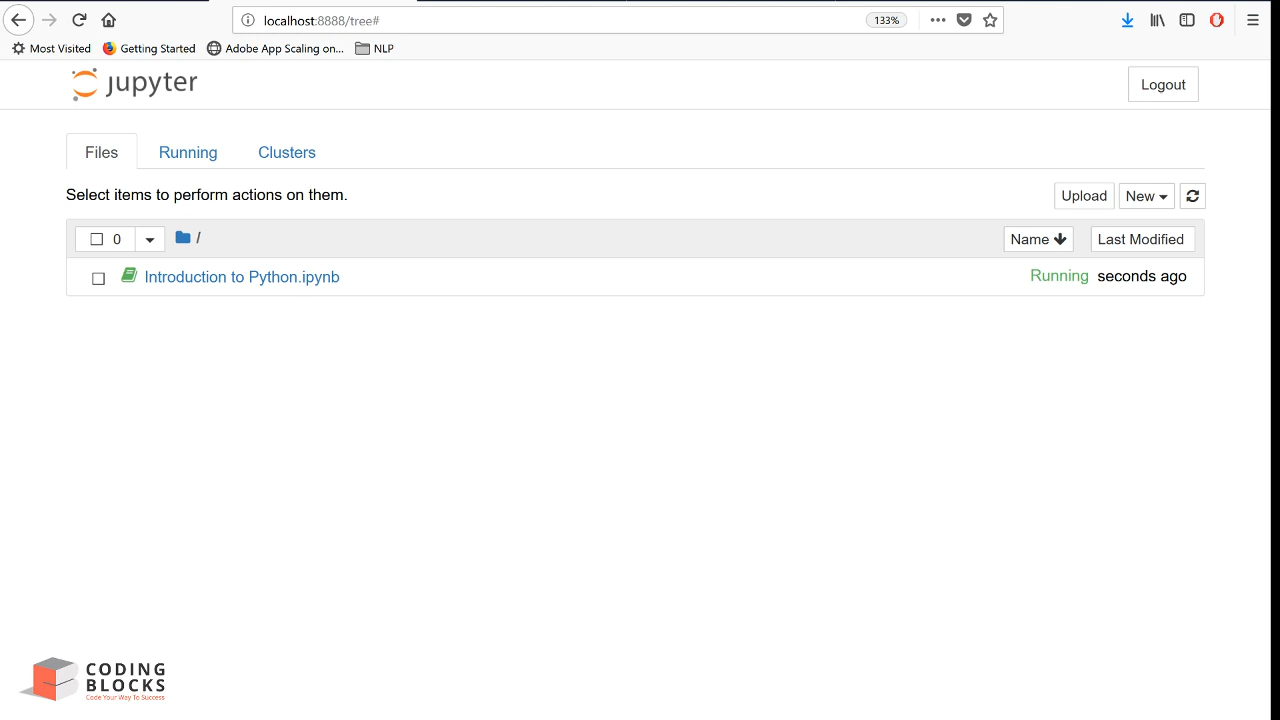 localhost:8888/tree#
133%
Most Visited Getting Started Adobe App Scaling on... NLP
jupyter
Logout
Files Running Clusters
Select items to perform actions on them.
Upload New
0 / Name Last Modified
Introduction to Python.ipynb Running seconds ago
CODING
BLOCKS
Code Your Way To Success